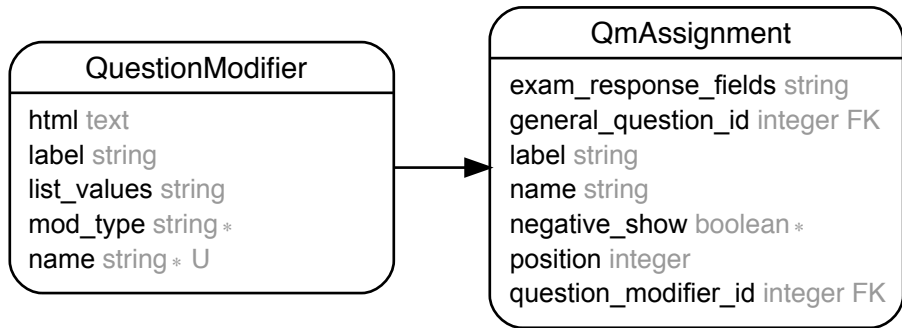 QuestionModifier
html text
label string
list_values string
mod_type string *
name string * U
QmAssignment
exam_response_fields string
general_question_id integer FK
label string
name string
negative_show boolean *
position integer
question_modifier_id integer FK